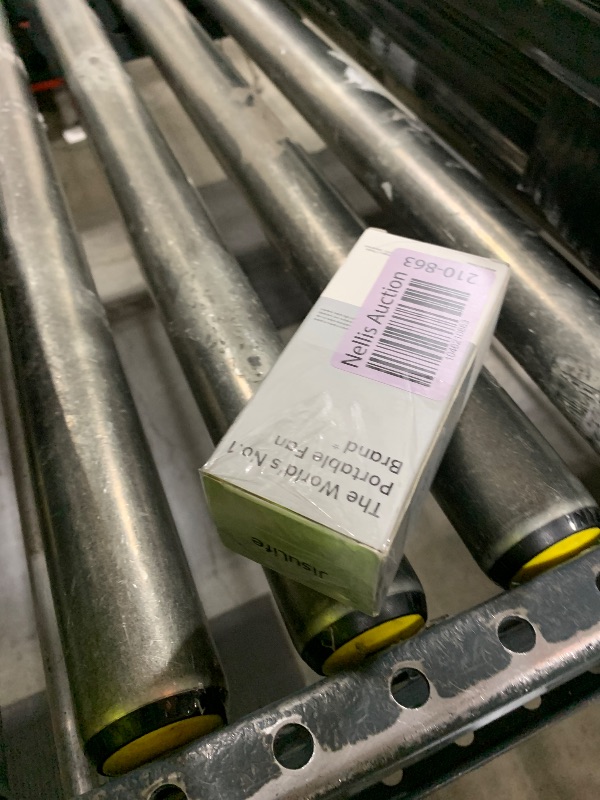 Nellis Auction
210-863
The World's No.1
Portable Fan
Brand
JISULIFE